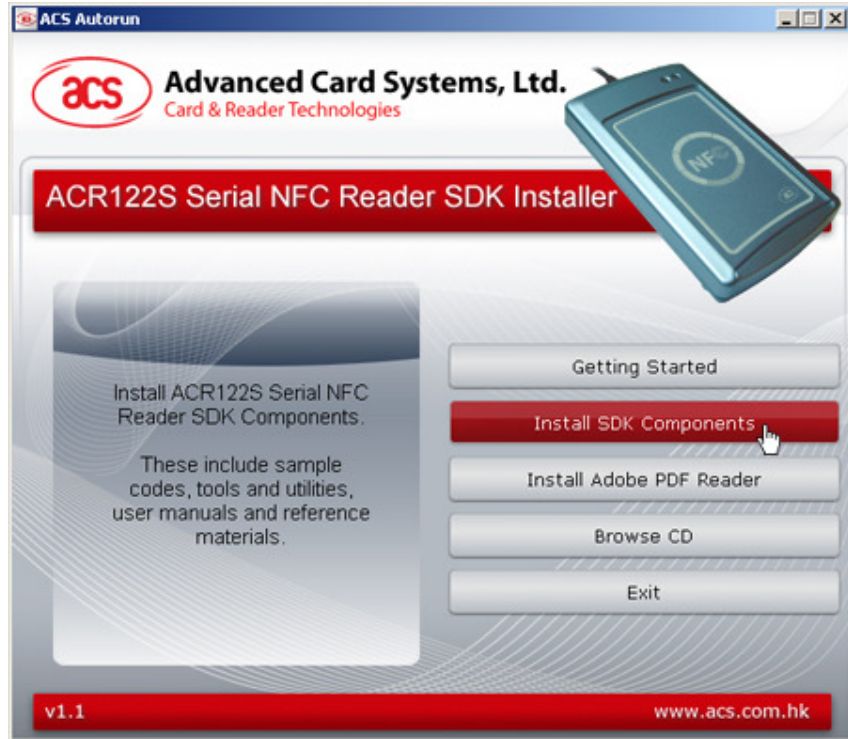 ACS Autorun
acs
Advanced Card Systems, Ltd.
Card & Reader Technologies
NFC
ACR122S Serial NFC Reader SDK Installer
Install ACR122S Serial NFC
Reader SDK Components.
These include sample
codes, tools and utilities,
user manuals and reference
materials.
Getting Started
Install SDK Components
Install Adobe PDF Reader
Browse CD
Exit
v1.1
www.acs.com.hk